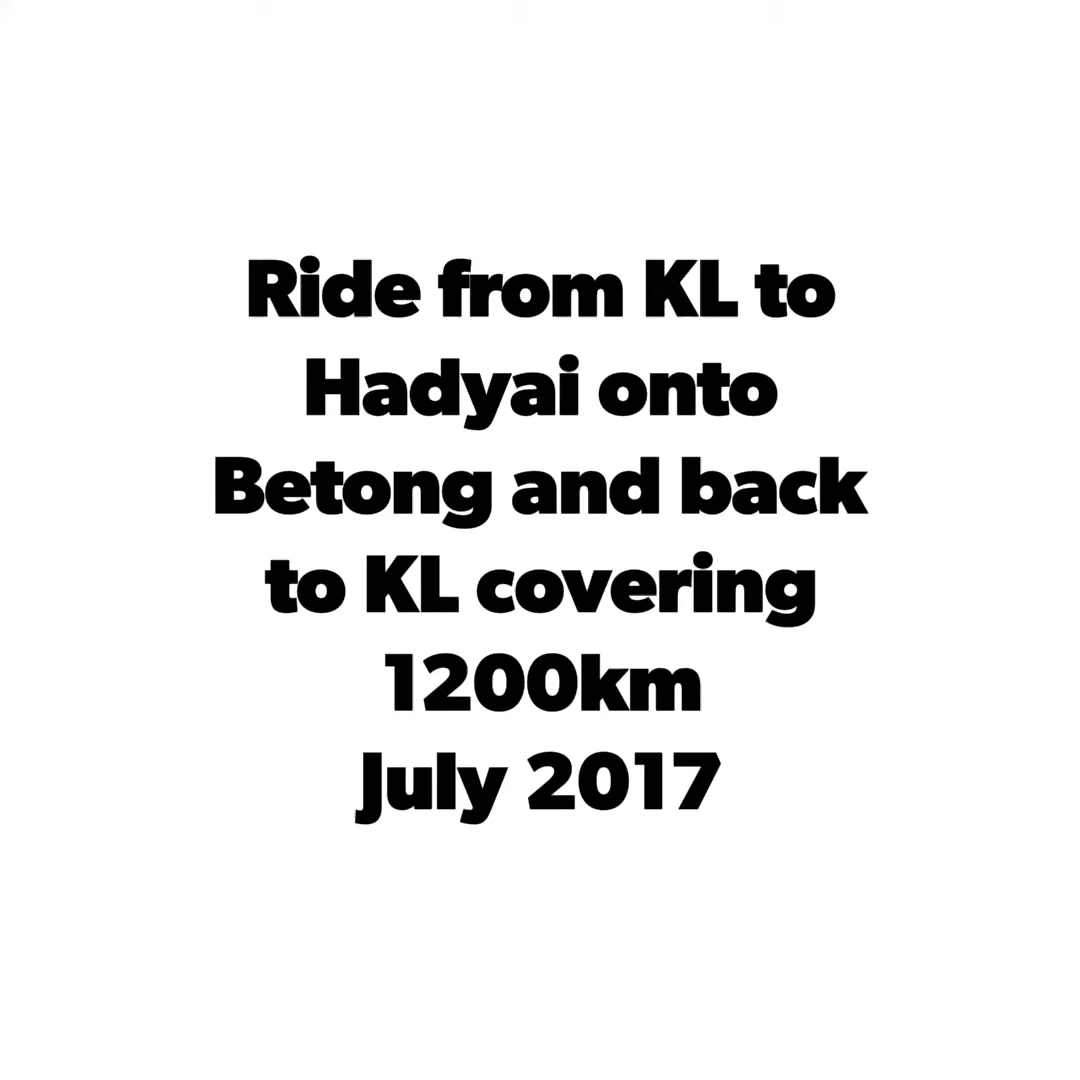 Ride from KL to
Hadyai onto
Betong and back
to KL covering
1200km
July 2017